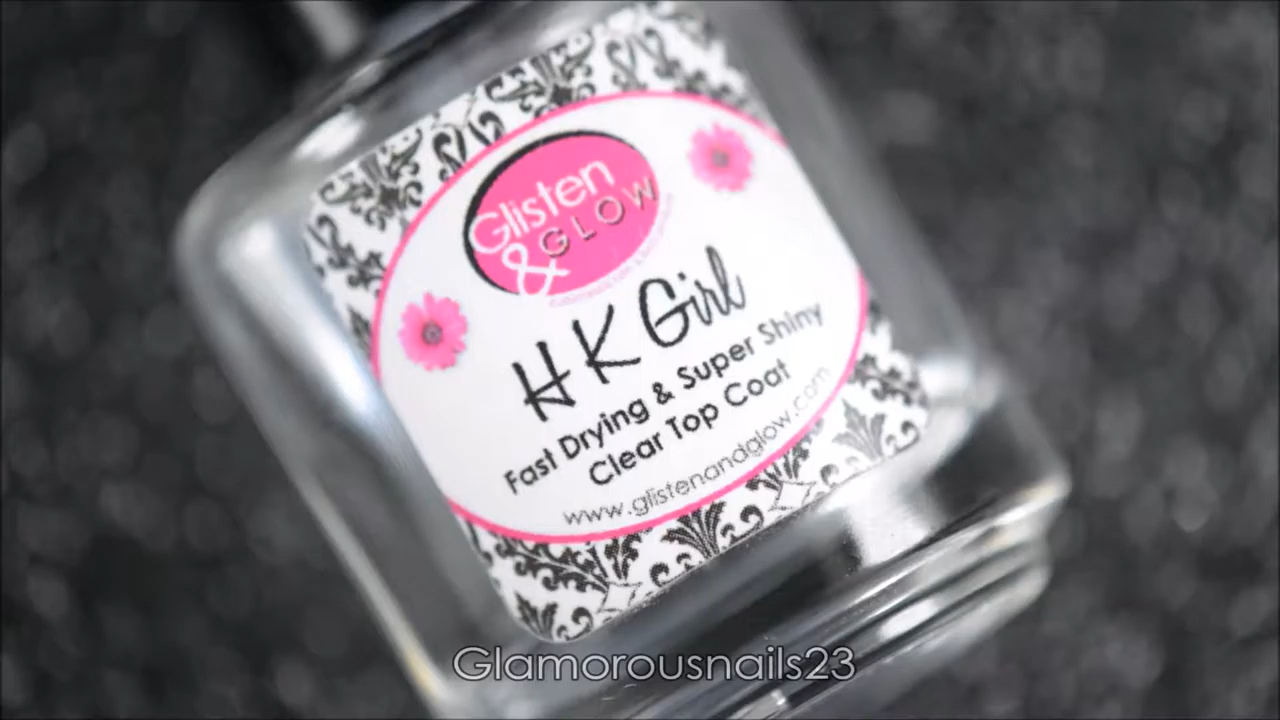 Glisten
& GLOW
HK Girl
Fast Drying & Super Shiny
Clear Top Coat
www.glistenandglow.com
Glamorousnails23